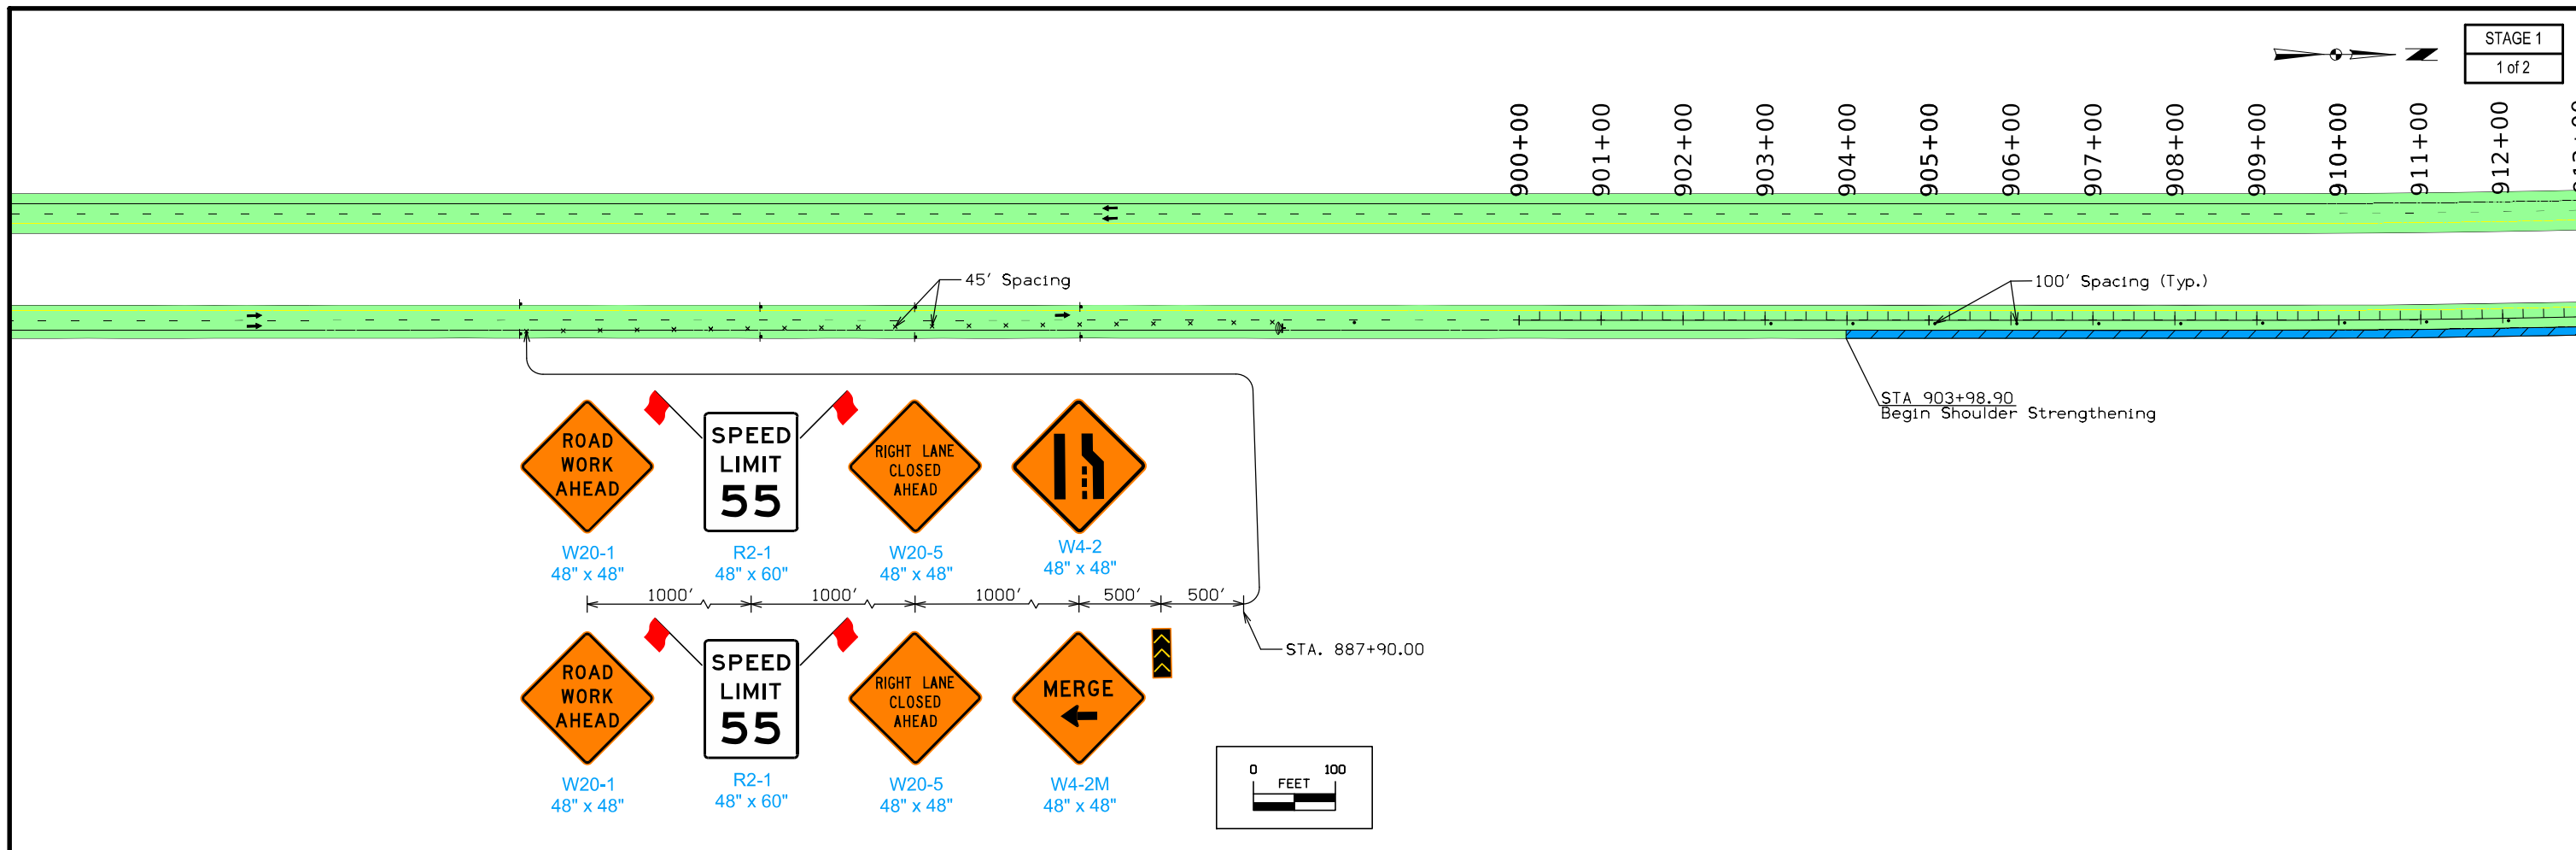 STAGE 1
1 of 2
900+00
901+00
902+00
903+00
904+00
905+00
906+00
907+00
908+00
909+00
910+00
911+00
912+00
45' Spacing
100' Spacing (Typ.)
STA 903+98.90
Begin Shoulder Strengthening
ROAD
WORK
AHEAD
SPEED
LIMIT
55
RIGHT LANE
CLOSED
AHEAD
W20-1
48" x 48"
R2-1
48" x 60"
W20-5
48" x 48"
W4-2
48" x 48"
1000'
1000'
1000'
500'
500'
STA. 887+90.00
ROAD
WORK
AHEAD
SPEED
LIMIT
55
RIGHT LANE
CLOSED
AHEAD
MERGE
W20-1
48" x 48"
R2-1
48" x 60"
W20-5
48" x 48"
W4-2M
48" x 48"
0 100
FEET